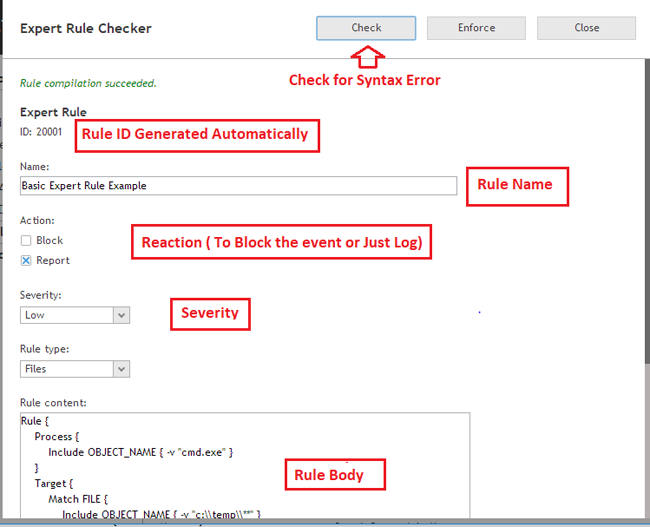 Expert Rule Checker
Check
Enforce
Close
Check for Syntax Error
Rule compilation succeeded.
Expert Rule
ID: 20001
Rule ID Generated Automatically
Name:
Basic Expert Rule Example
Rule Name
Action:
Block
Report
Reaction ( To Block the event or Just Log)
Severity:
Low
Severity
Rule type:
Files
Rule content:
Rule {
Process {
Include OBJECT_NAME { -v "cmd.exe" }
}
Target {
Match FILE {
Include OBJECT_NAME { -v "c:\\temp\\**" }
Rule Body